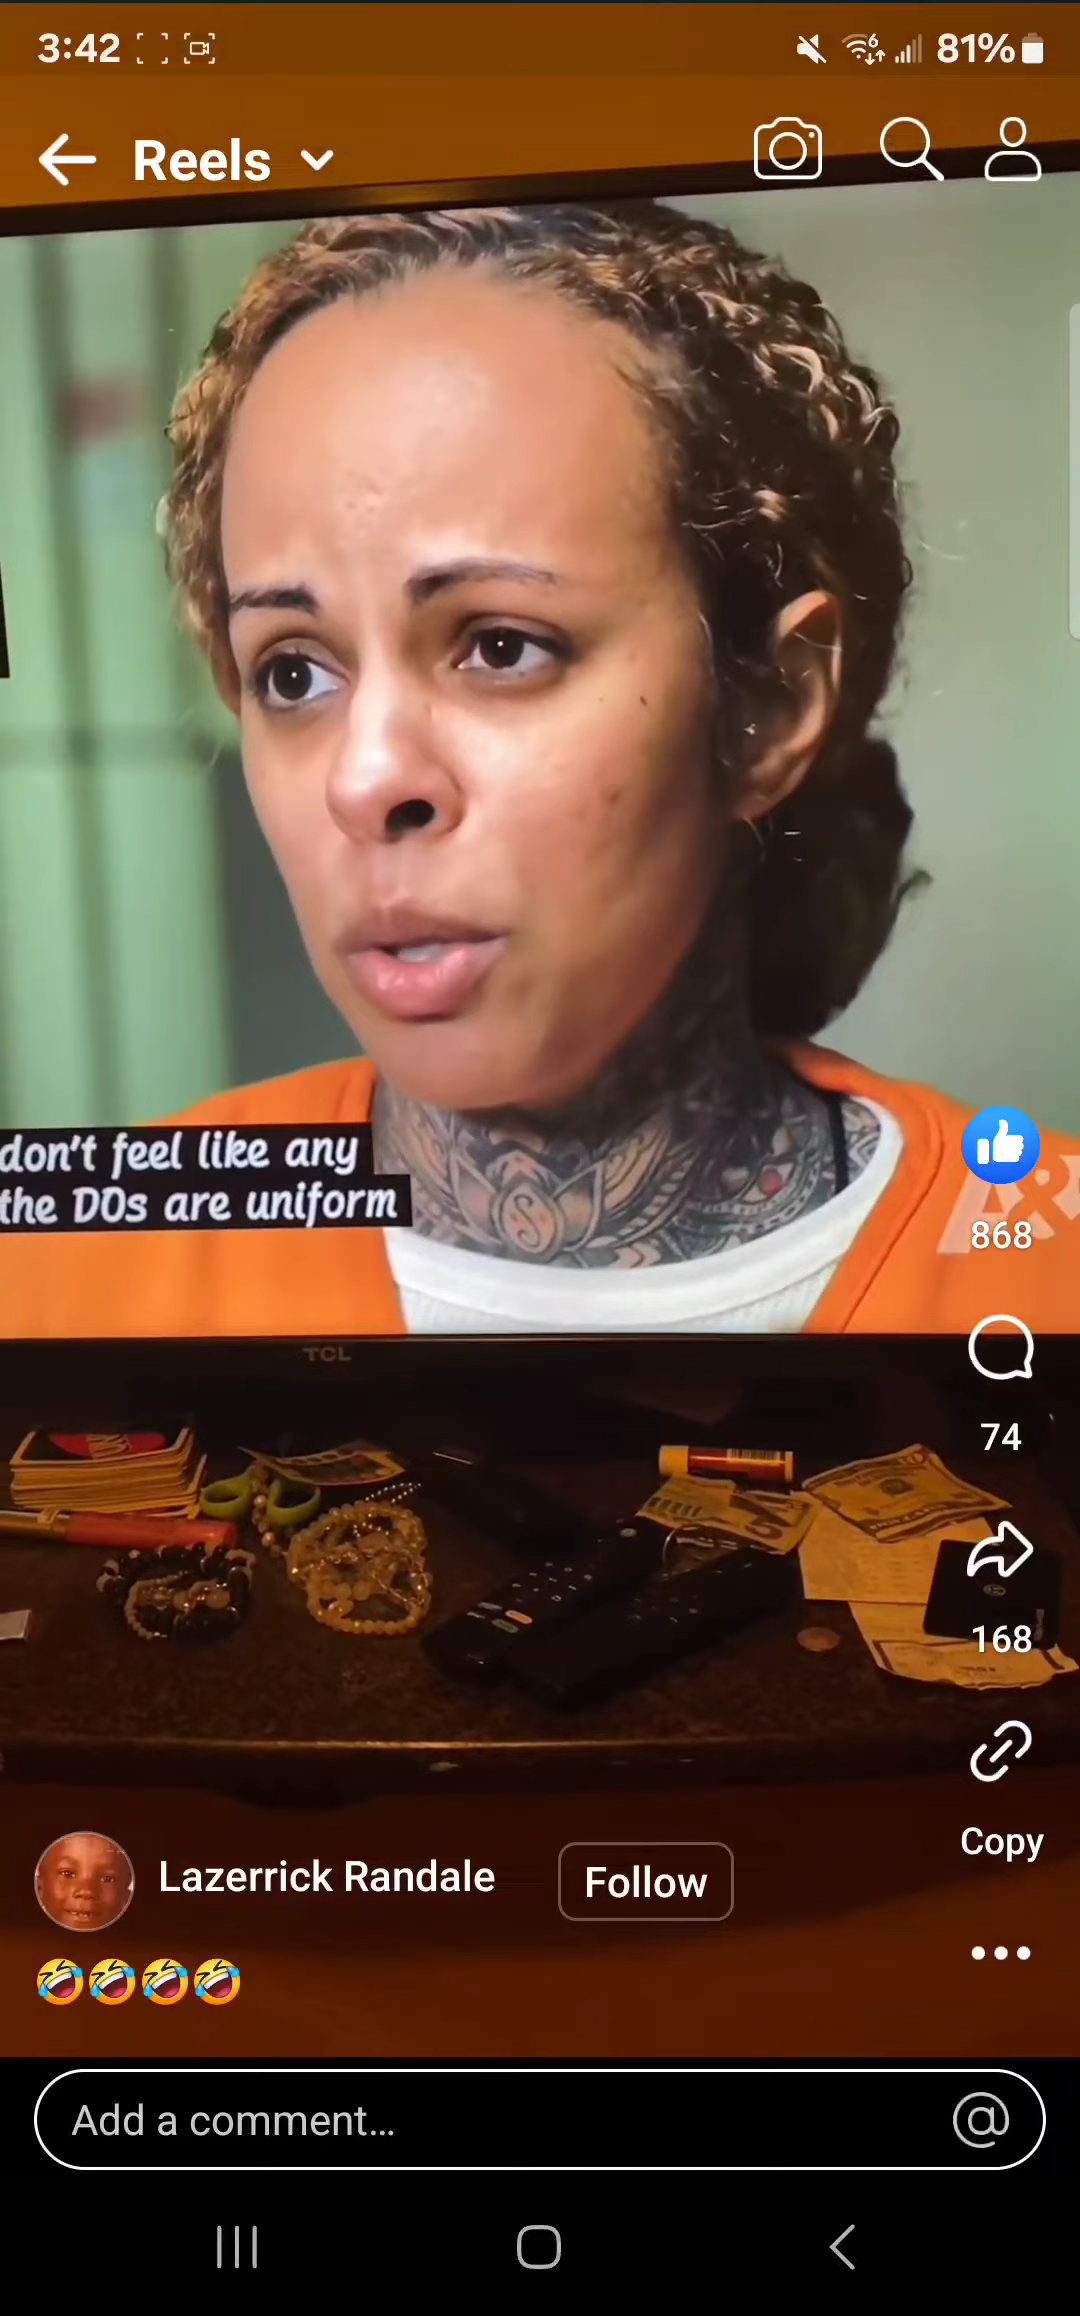 3:42
81%
Reels
don't feel like any
the DOs are uniform
A&
868
TCL
74
168
Copy
Lazerrick Randale
Follow
Add a comment...